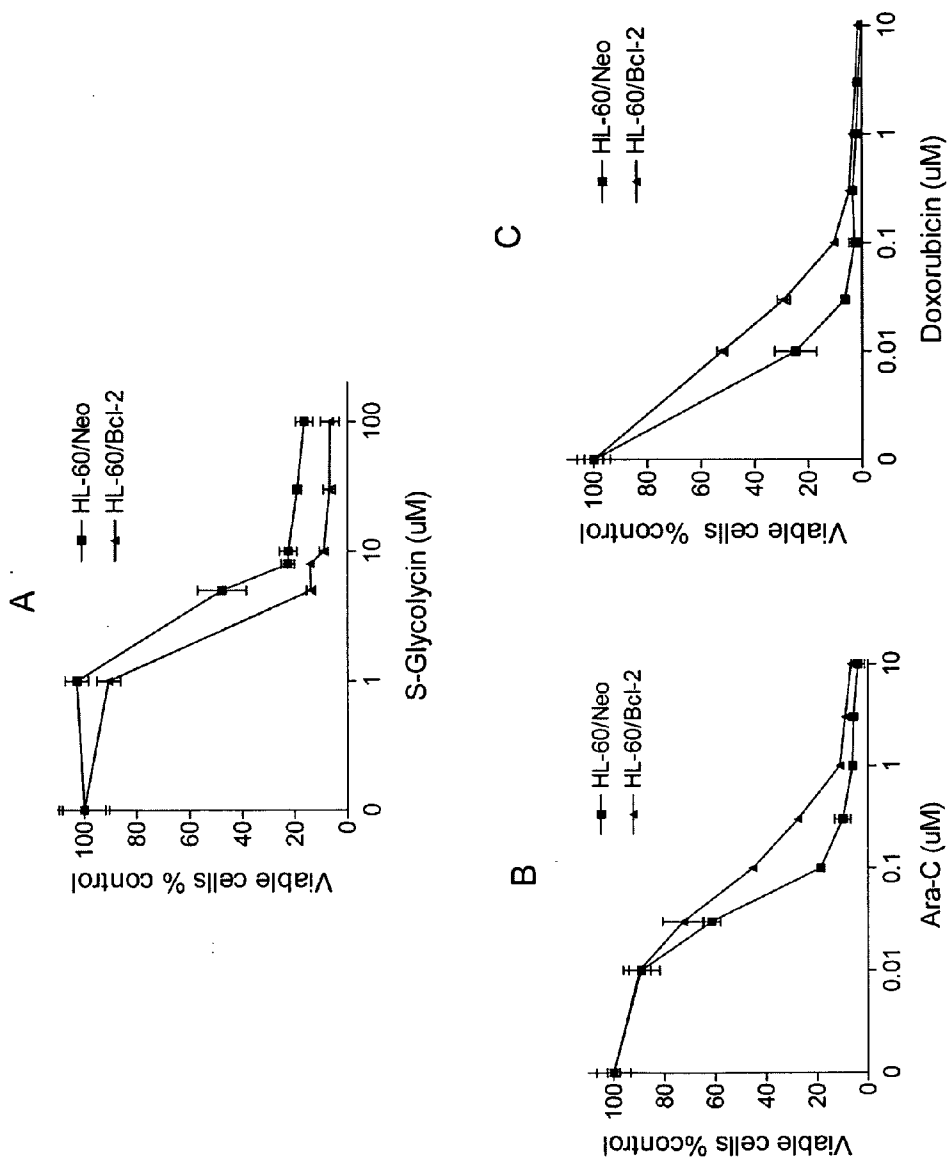 A
HL-60/Neo
HL-60/Bcl-2
Viable cells % control
100
80
60
40
20
0
0
1
10
100
S-Glycolycin (uM)
B
HL-60/Neo
HL-60/Bcl-2
Viable cells %control
100
80
60
40
20
0
0
0.01
0.1
1
10
Ara-C (uM)
C
HL-60/Neo
HL-60/Bcl-2
Viable cells %control
100
80
60
40
20
0
0
0.01
0.1
1
10
Doxorubicin (uM)